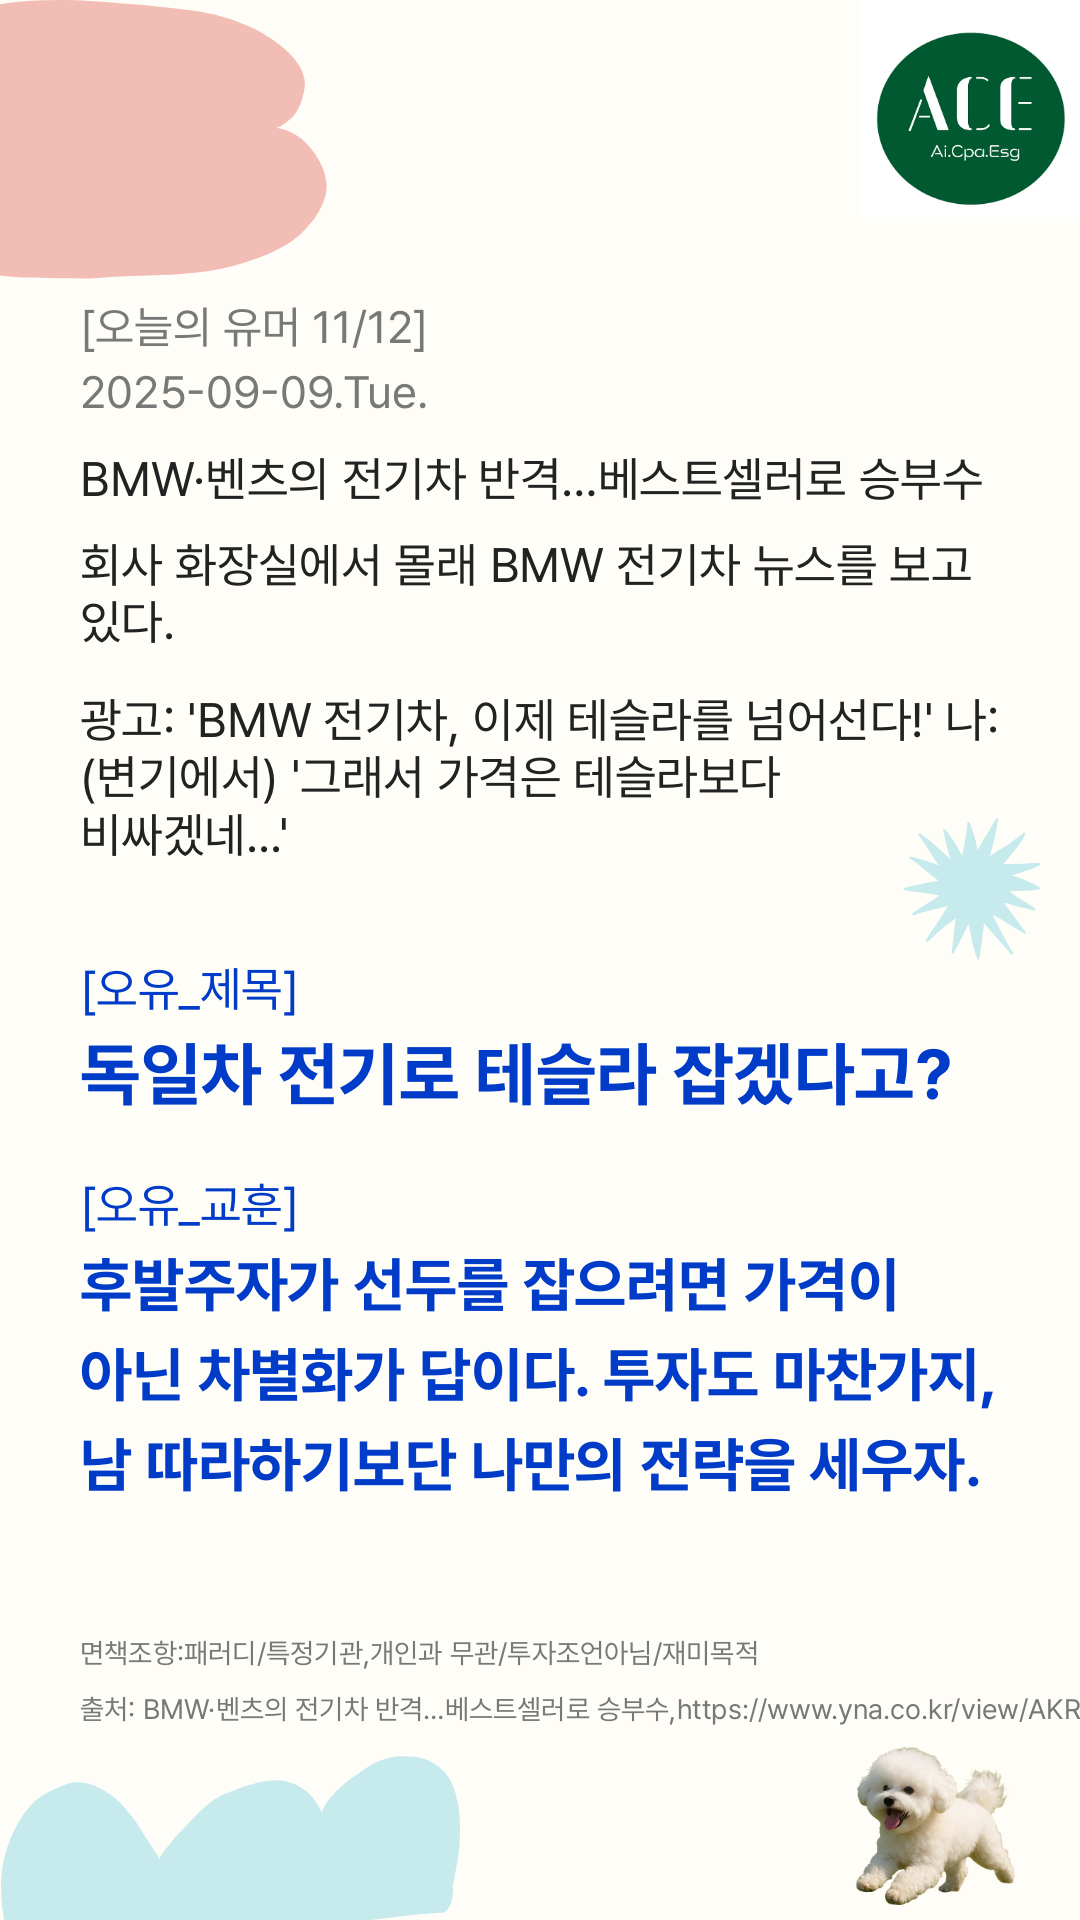 ACE
Ai.Cpa.Esg
[오늘의 유머 11/12]
2025-09-09.Tue.
BMW·벤츠의 전기차 반격...베스트셀러로 승부수
회사 화장실에서 몰래 BMW 전기차 뉴스를 보고
있다.
광고: 'BMW 전기차, 이제 테슬라를 넘어선다!' 나:
(변기에서) '그래서 가격은 테슬라보다
비싸겠네...'
[오유_제목]
독일차 전기로 테슬라 잡겠다고?
[오유_교훈]
후발주자가 선두를 잡으려면 가격이
아닌 차별화가 답이다. 투자도 마찬가지,
남 따라하기보단 나만의 전략을 세우자.
면책조항:패러디/특정기관,개인과 무관/투자조언아님/재미목적
출처: BMW·벤츠의 전기차 반격...베스트셀러로 승부수,https://www.yna.co.kr/view/AKR